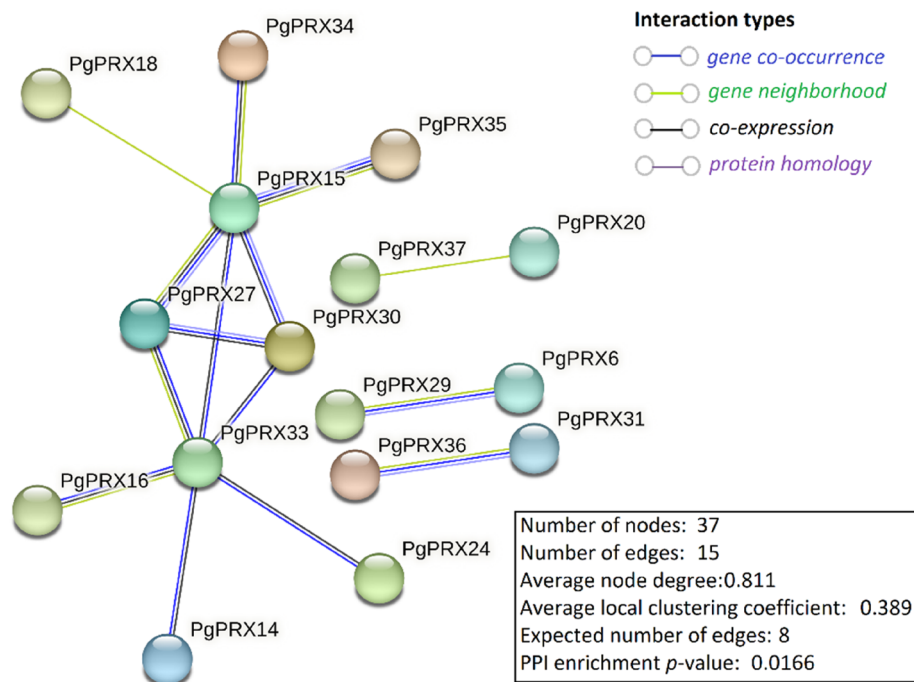 PgPRX34
PgPRX18
PgPRX35
PgPRX15
PgPRX20
PgPRX37
PgPRX27
PgPRX30
PgPRX6
PgPRX29
PgPRX31
PgPRX33
PgPRX36
PgPRX16
PgPRX24
PgPRX14
Interaction types
gene co-occurrence
gene neighborhood
co-expression
protein homology
Number of nodes: 37
Number of edges: 15
Average node degree:0.811
Average local clustering coefficient: 0.389
Expected number of edges: 8
PPI enrichment p-value: 0.0166